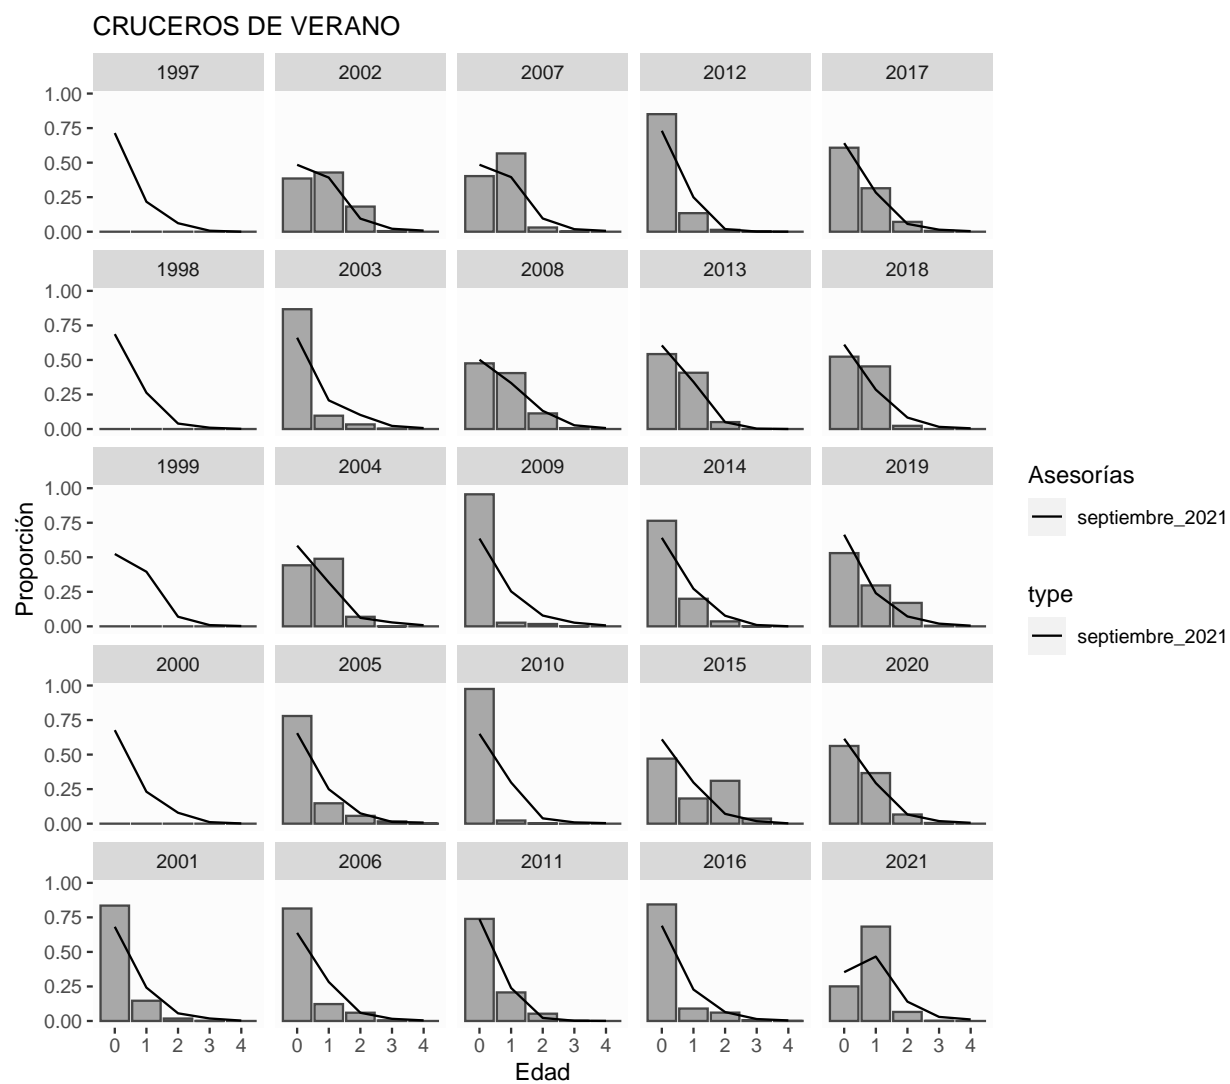 CRUCEROS DE VERANO
1997 2002 2007 2012 2017
1.00
0.75
0.50
0.25
0.00
1998 2003 2008 2013 2018
1.00
0.75
0.50
0.25
0.00
1999 2004 2009 2014 2019
1.00
0.75
0.50
0.25
0.00
2000 2005 2010 2015 2020
1.00
0.75
0.50
0.25
0.00
2001 2006 2011 2016 2021
1.00
0.75
0.50
0.25
0.00
0 1 2 3 4 0 1 2 3 4 0 1 2 3 4 0 1 2 3 4 0 1 2 3 4
Edad
Proporción
Asesorías
septiembre_2021
type
septiembre_2021